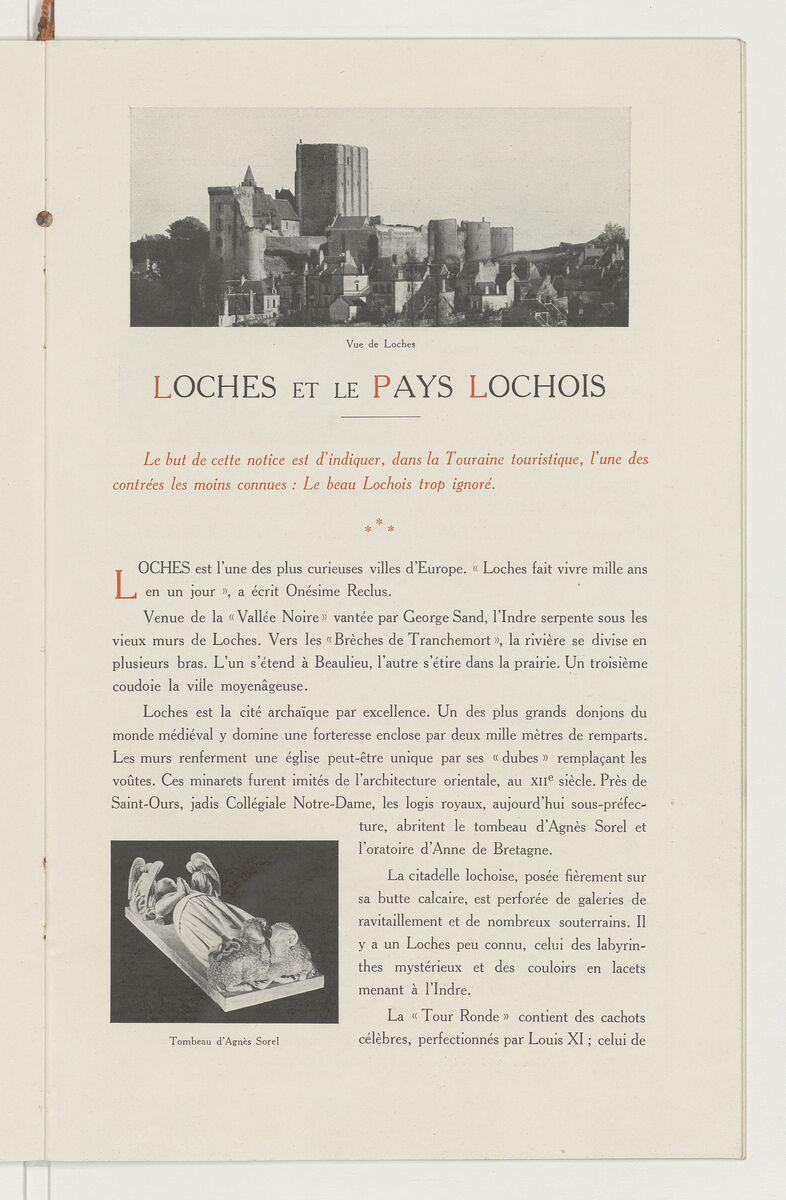 Vue de Loches
LOCHES ET LE PAYS LOCHOIS
Le but de cette notice est d'indiquer, dans la Touraine touristique, l'une des
contrées les moins connues : Le beau Lochois trop ignoré.
* * *
LOCHES est l'une des plus curieuses villes d'Europe. « Loches fait vivre mille ans
en un jour », a écrit Onésime Reclus.
Venue de la « Vallée Noire » vantée par George Sand, l'Indre serpente sous les
vieux murs de Loches. Vers les « Brèches de Tranchemort », la rivière se divise en
plusieurs bras. L'un s'étend à Beaulieu, l'autre s'étire dans la prairie. Un troisième
coudoie la ville moyenâgeuse.
Loches est la cité archaïque par excellence. Un des plus grands donjons du
monde médiéval y domine une forteresse enclose par deux mille mètres de remparts.
Les murs renferment une église peut-être unique par ses « dubes » remplaçant les
voûtes. Ces minarets furent imités de l'architecture orientale, au XIIe siècle. Près de
Saint-Ours, jadis Collégiale Notre-Dame, les logis royaux, aujourd'hui sous-préfec-
ture, abritent le tombeau d'Agnès Sorel et
l'oratoire d'Anne de Bretagne.
La citadelle lochoise, posée fièrement sur
sa butte calcaire, est perforée de galeries de
ravitaillement et de nombreux souterrains. Il
y a un Loches peu connu, celui des labyrin-
thes mystérieux et des couloirs en lacets
menant à l'Indre.
La « Tour Ronde » contient des cachots
célèbres, perfectionnés par Louis XI ; celui de
Tombeau d'Agnès Sorel